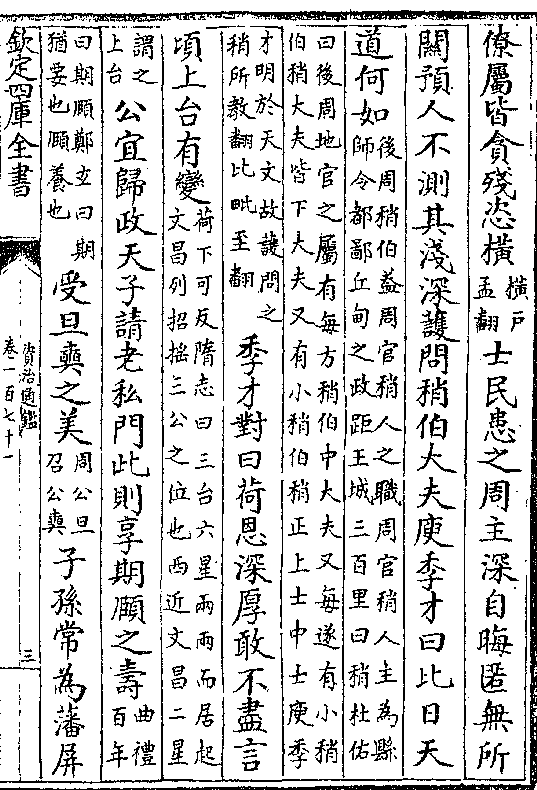 僚屬皆貪殘恣橫橫戸孟翻士民患之周主深自晦匿無所
關預人不測其淺深護問稍伯大夫庾季才曰比日天
道何如後周稍伯蓋周官稍人之職周官稍人主為縣師令都鄙丘甸之政距王城三百里曰稍杜佑
曰後周地官之屬有每方稍伯中大夫又每遂有小稍伯稍大夫皆下大夫又有小稍伯稍正上士中士庾季
才明於天文故護問之稍所教翻比毗至翻季才對曰荷恩深厚敢不盡言
頃上台有變荷下可反隋志曰三台六星兩兩而居起文昌列招搖三公之位也西近文昌二星
謂之上台公宜歸政天子請老私門此則享期頤之壽曲禮百年
曰期頤鄭玄曰期猶要也頤養也受旦奭之美周公旦召公奭子孫常為藩屏
欽定四庫全書
資治通鑑
卷一百七十一
三